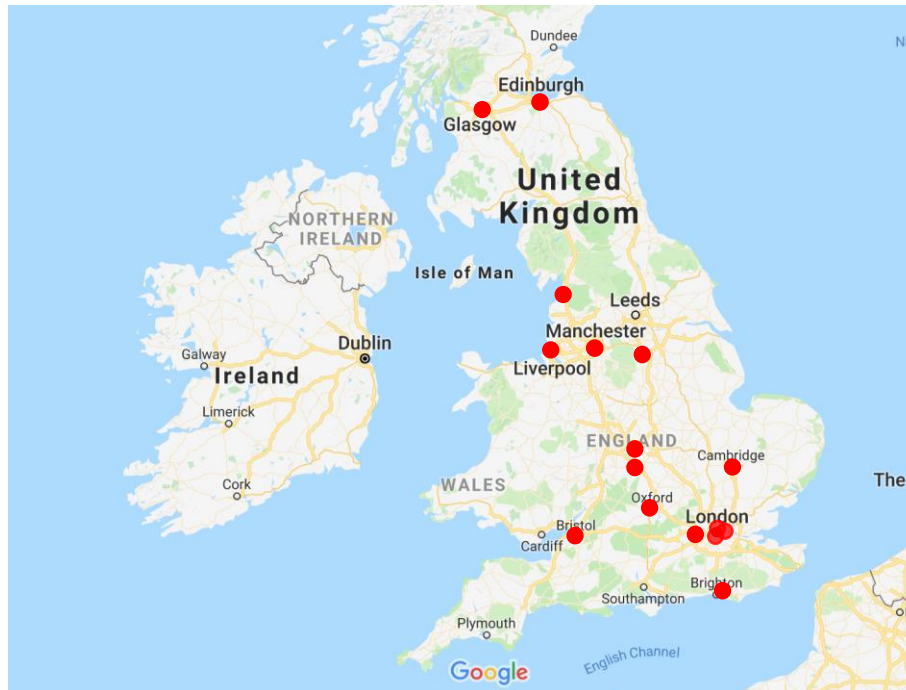 Dundee
Edinburgh
Glasgow
N
United
Kingdom
NORTHERN
IRELAND
Isle of Man
Leeds
Manchester
Dublin
Galway
Liverpool
Ireland
Limerick
ENGLAND
Cambridge
Cork
WALES
The
Oxford
London
Bristol
Cardiff
Brighton
Southampton
Plymouth
English Channel
Google